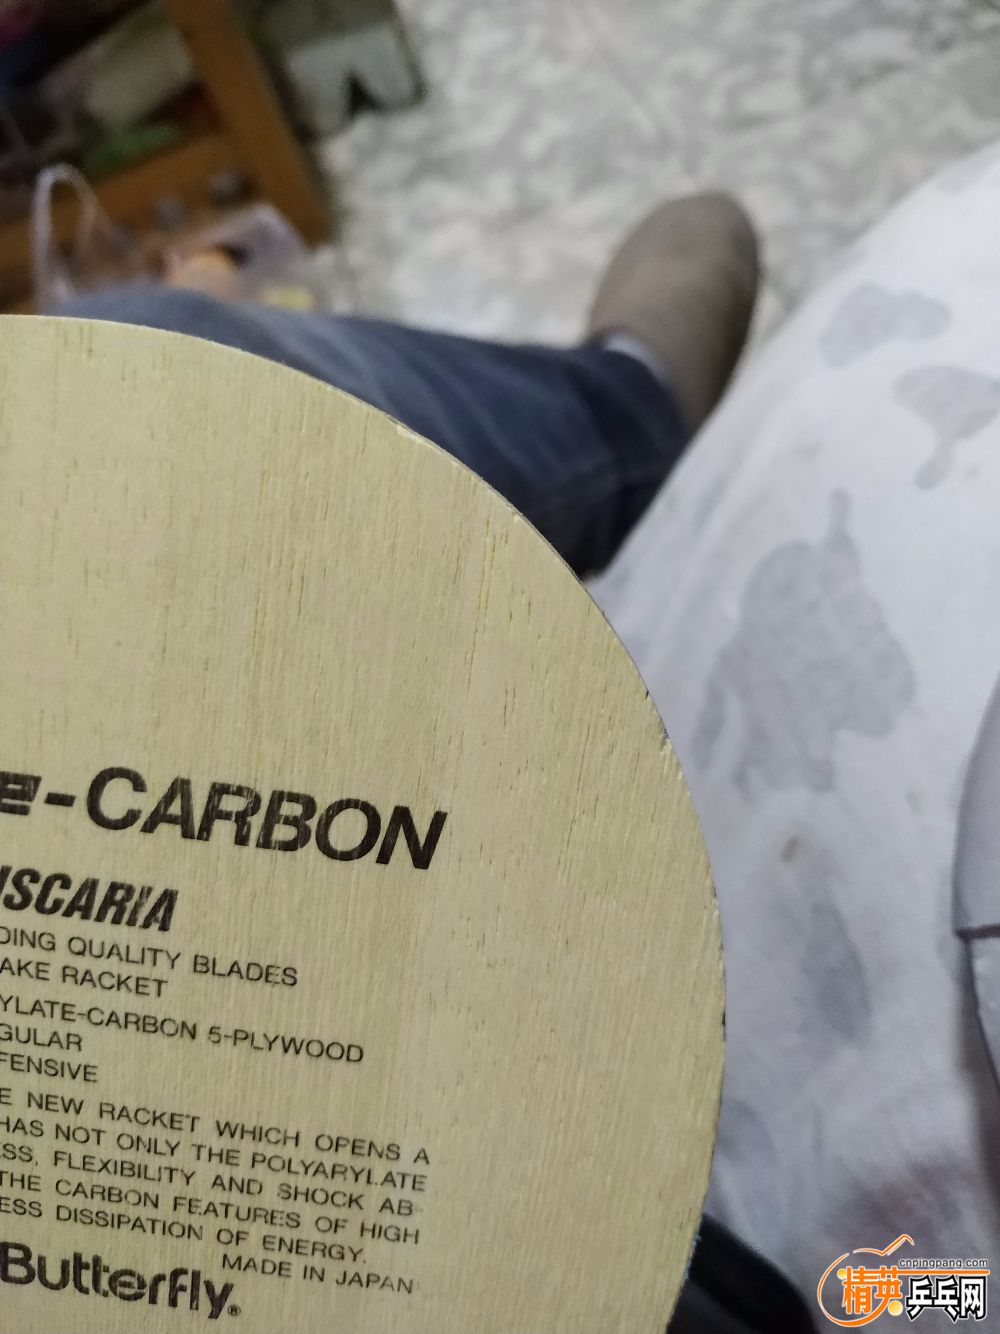 -CARBON
ISCARIA
DING QUALITY BLADES
AKE RACKET
YLATE-CARBON 5-PLYWOOD
GULAR
FENSIVE
E NEW RACKET WHICH OPENS A
HAS NOT ONLY THE POLYARYLATE
ESS, FLEXIBILITY AND SHOCK AB-
THE CARBON FEATURES OF HIGH
ESS DISSIPATION OF ENERGY.
MADE IN JAPAN
Butterfly®
cnpingpang.com
精英乒乓网